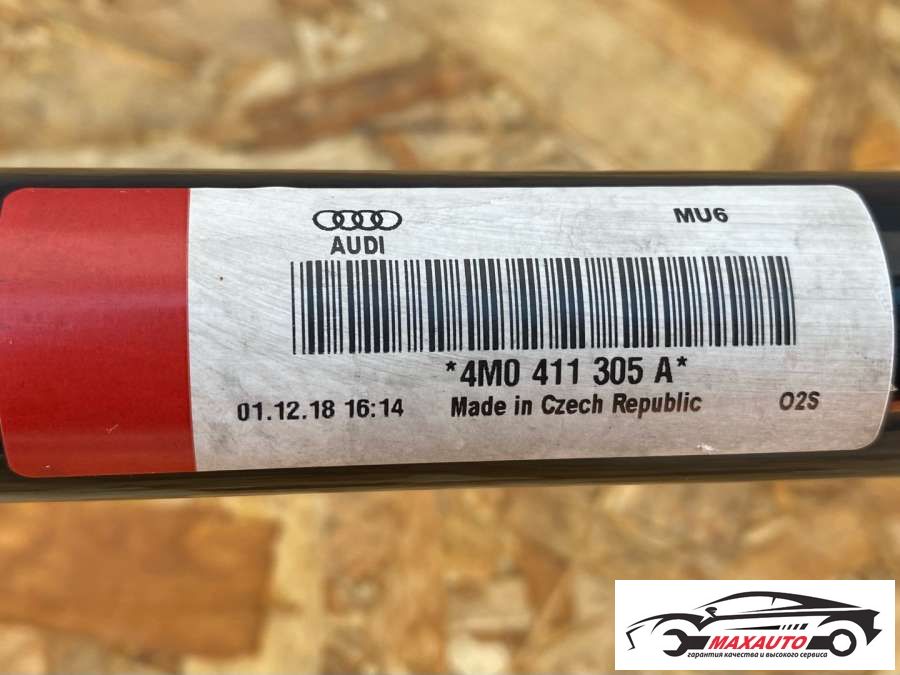 MU6
AUDI
*4M0 411 305 A*
01.12.18 16:14 Made in Czech Republic O2S
MAXAUTO
гарантия качества и высокого сервиса